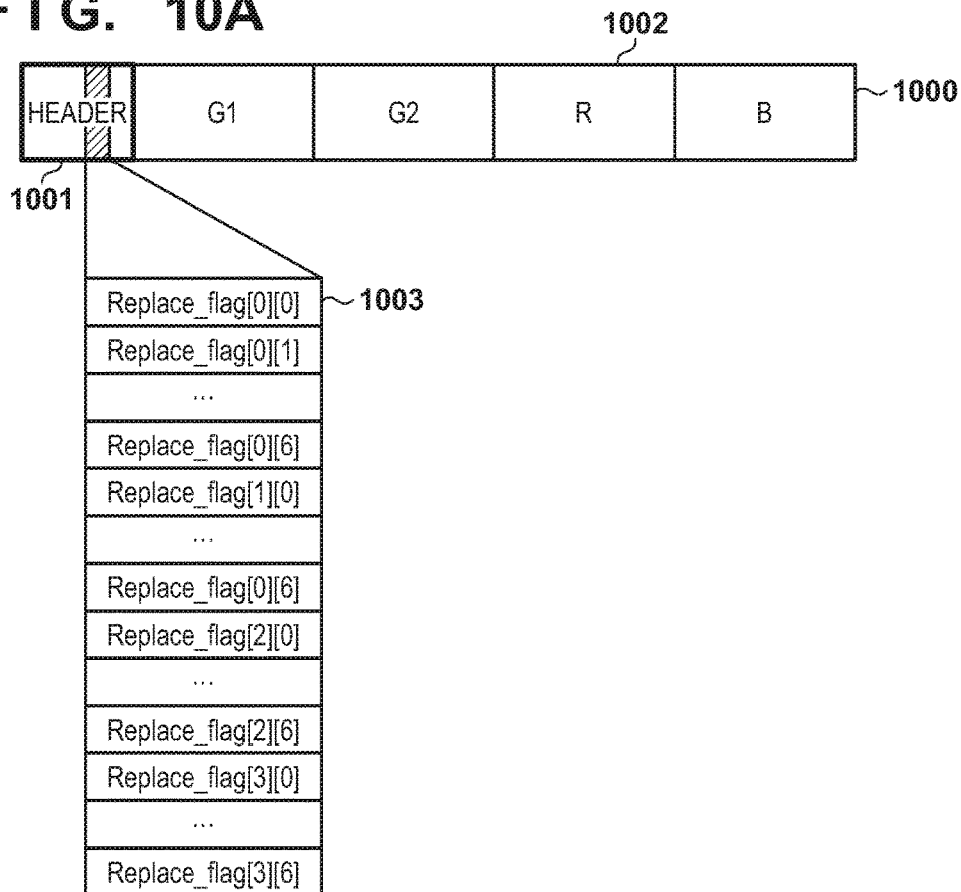 FIG. 10A
1002
HEADER G1 G2 R B 1000
1001
Replace_flag[0][0] 1003
Replace_flag[0][1]
...
Replace_flag[0][6]
Replace_flag[1][0]
...
Replace_flag[0][6]
Replace_flag[2][0]
...
Replace_flag[2][6]
Replace_flag[3][0]
...
Replace_flag[3][6]